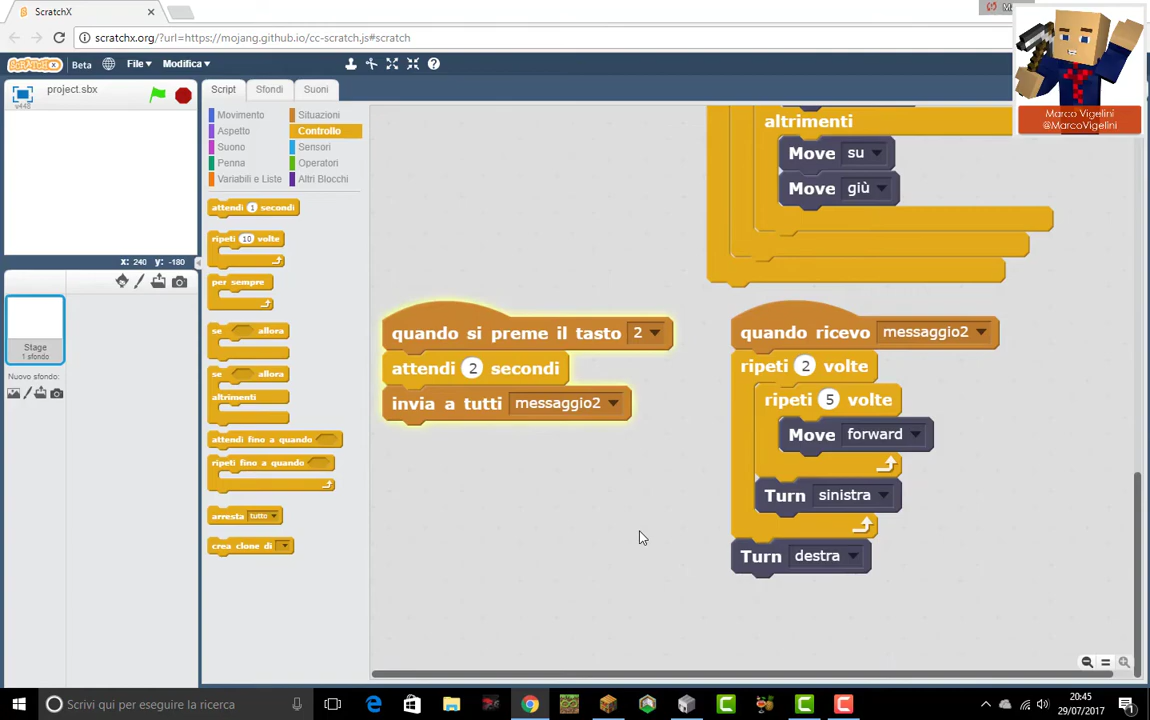 ScratchX
scratchx.org/?url=https://mojang.github.io/cc-scratch.js#scratch
SCRATCHX
Beta
File
Modifica
project.sbx
v448
Script
Sfondi
Suoni
Movimento
Situazioni
Aspetto
Controllo
Suono
Sensori
Penna
Operatori
Variabili e Liste
Altri Blocchi
attendi 1 secondi
ripeti 10 volte
per sempre
se allora
se allora
altrimenti
attendi fino a quando
ripeti fino a quando
arresta tutto
crea clone di
x: 240 y: -180
Stage
1 sfondo
Nuovo sfondo:
altrimenti
Move su
Move giù
quando si preme il tasto 2
attendi 2 secondi
invia a tutti messaggio2
quando ricevo messaggio2
ripeti 2 volte
ripeti 5 volte
Move forward
Turn sinistra
Turn destra
Marco Vigelini
@MarcoVigelini
Scrivi qui per eseguire la ricerca
20:45
29/07/2017
1